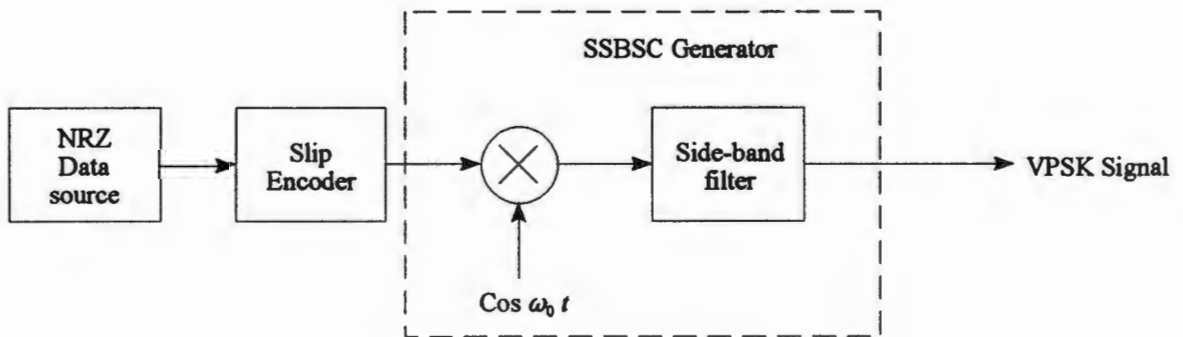 SSBSC Generator
NRZ
Data
source
Slip
Encoder
Side-band
filter
VPSK Signal
Cos ω₀ t